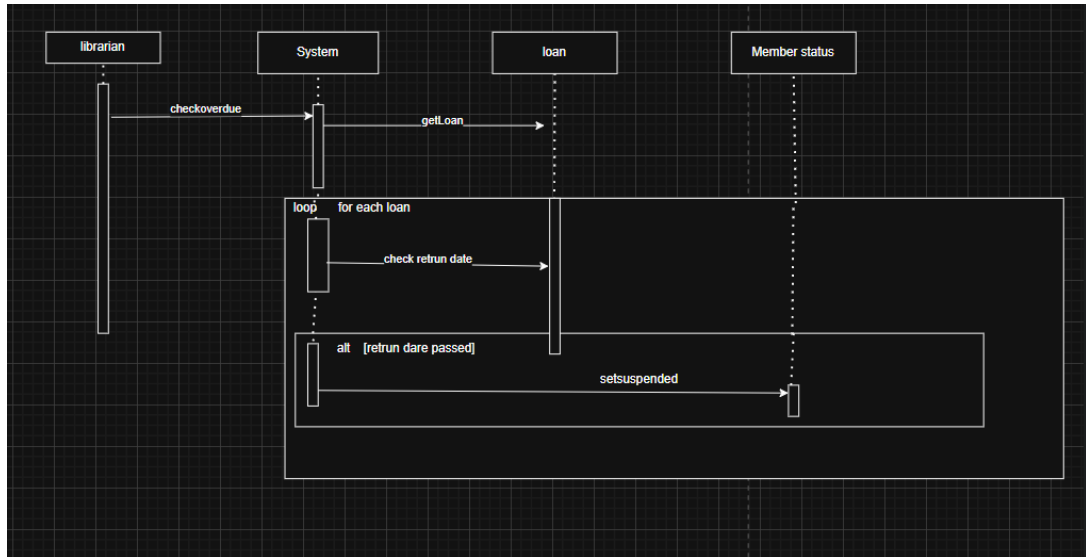 librarian
System
loan
Member status
checkoverdue
getLoan
loop for each loan
check retrun date
alt [retrun dare passed]
setsuspended